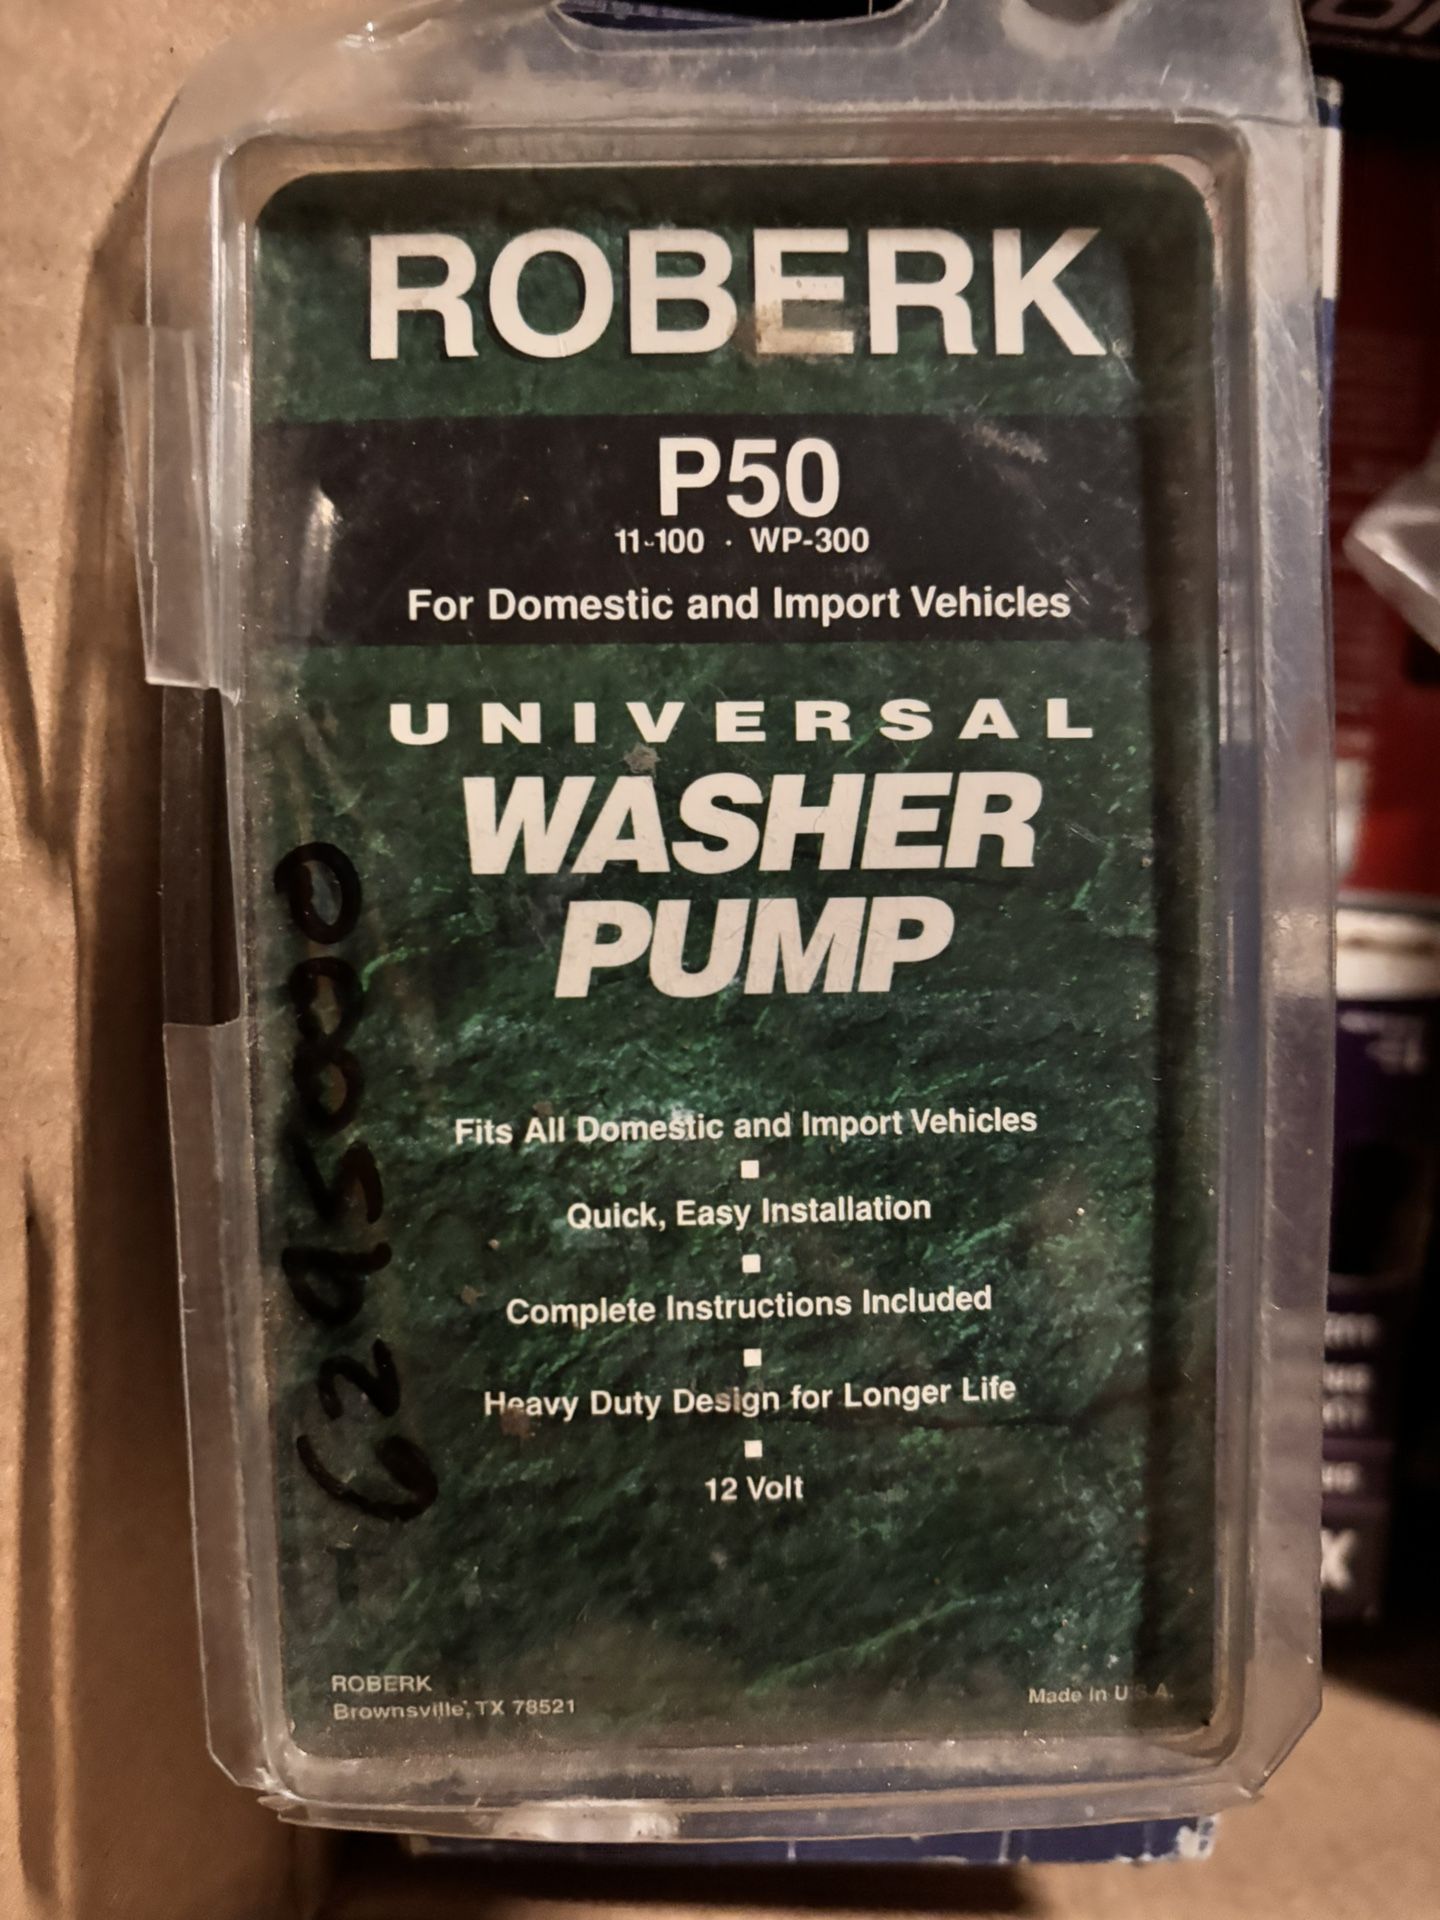 ROBERK
P50
11-100 · WP-300
For Domestic and Import Vehicles
UNIVERSAL
WASHER
PUMP
Fits All Domestic and Import Vehicles
Quick, Easy Installation
Complete Instructions Included
Heavy Duty Design for Longer Life
12 Volt
ROBERK
Brownsville, TX 78521
Made in U.S.A.